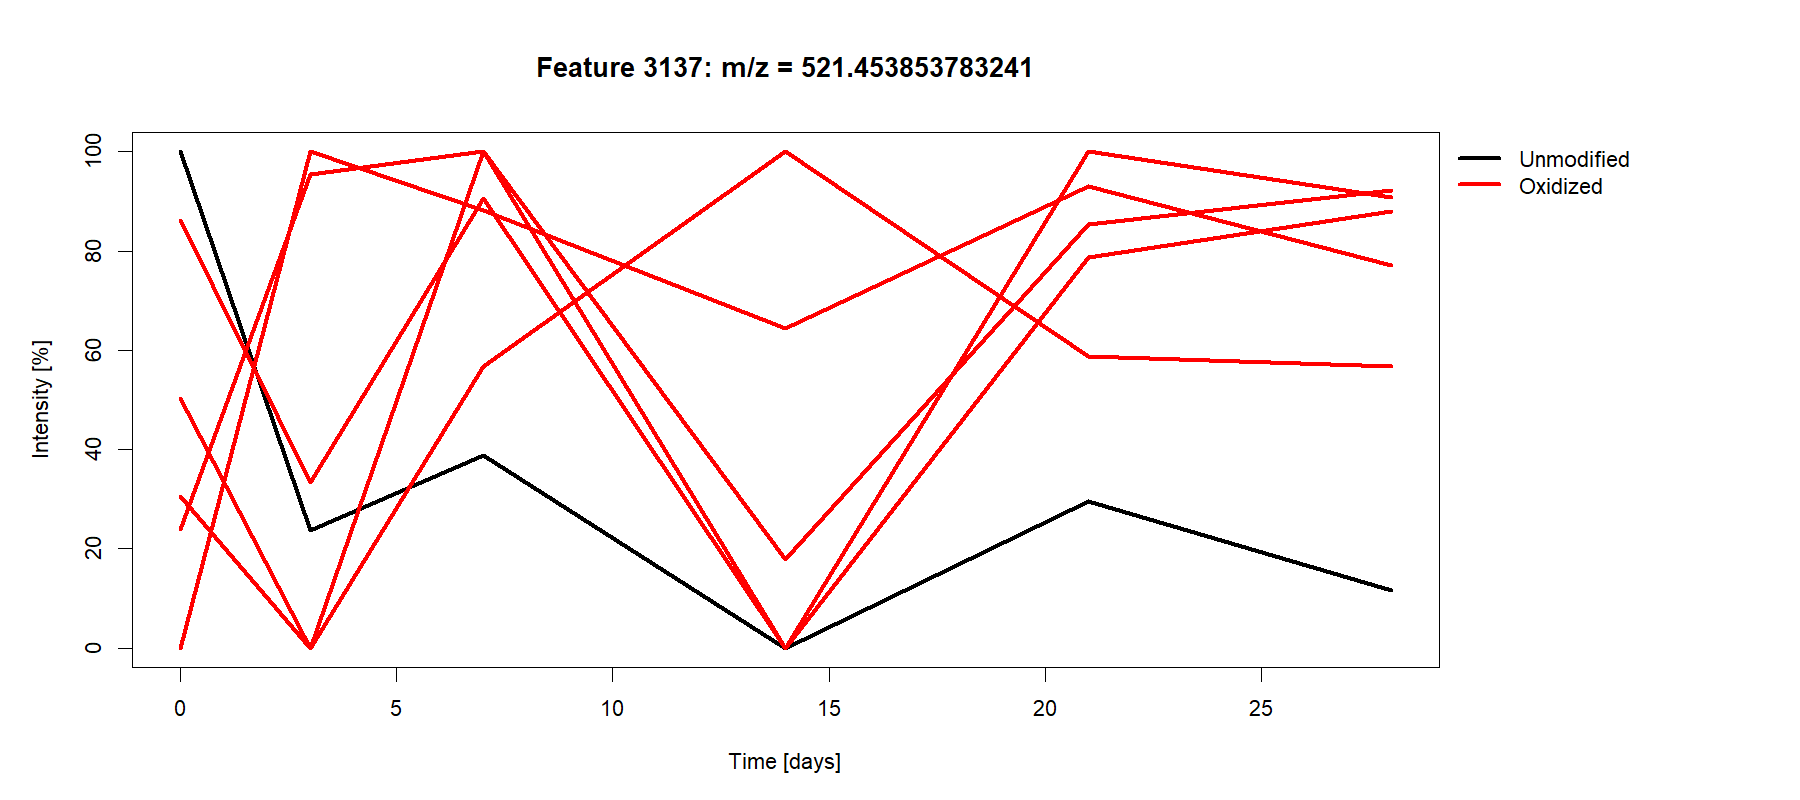 Feature 3137: m/z = 521.453853783241
Unmodified
Oxidized
Intensity [%]
100
80
60
40
20
0
0 5 10 15 20 25
Time [days]